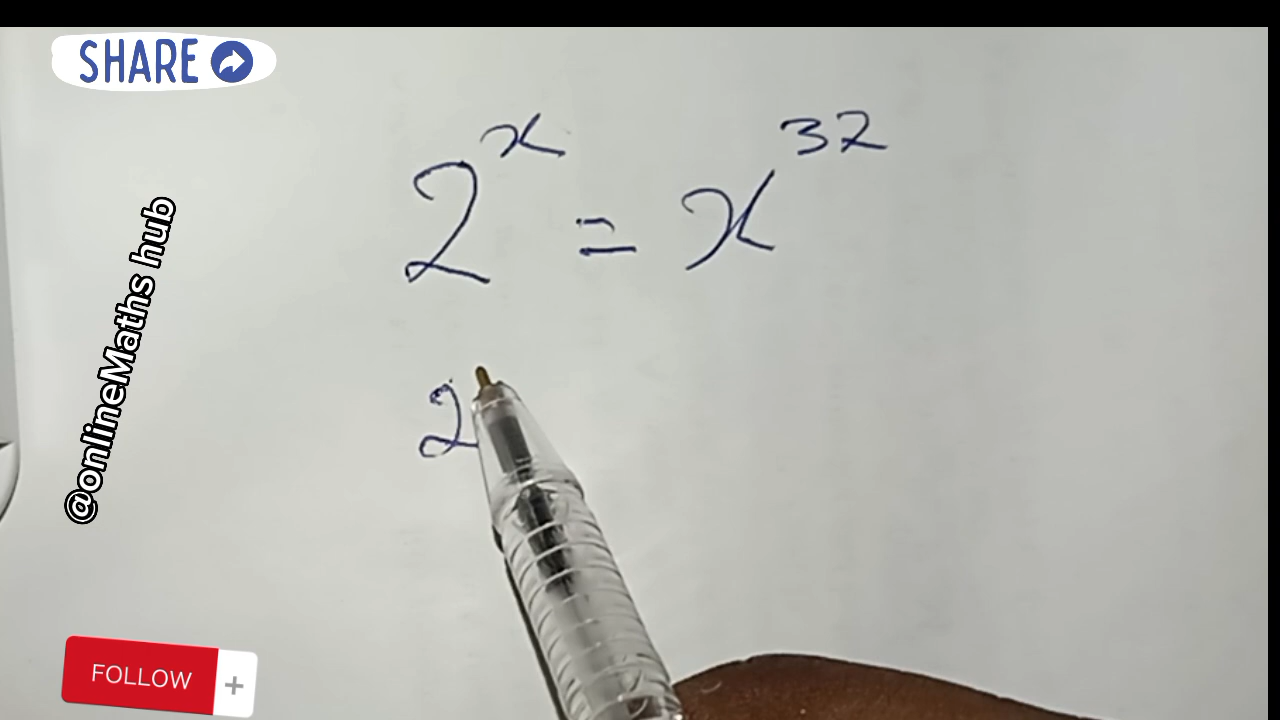 SHARE
2^x = x^32
2
@onlineMaths hub
FOLLOW +